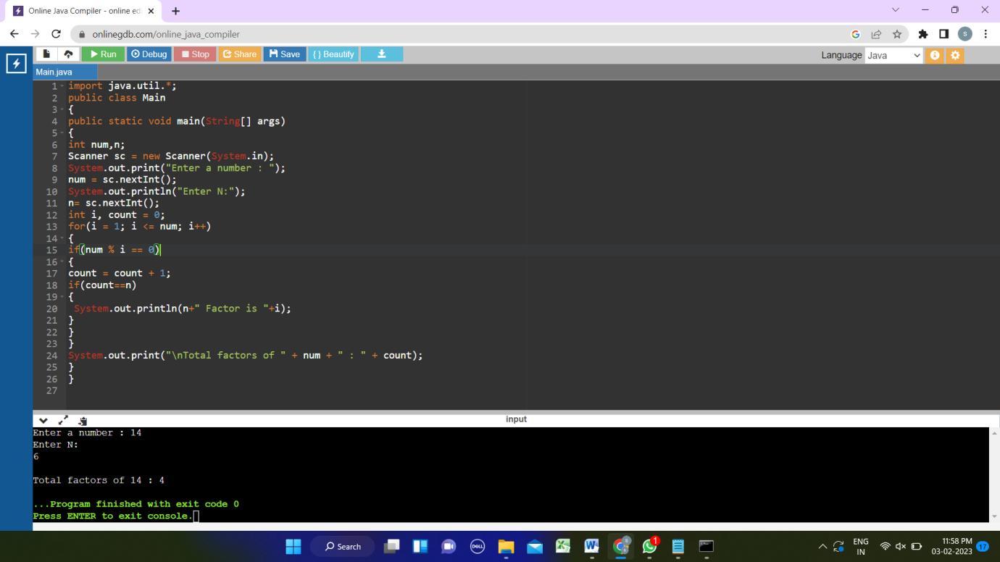 Online Java Compiler - online ed
onlinegdb.com/online_java_compiler
Run Debug Stop Share Save {} Beautify Language Java
Main.java
1 import java.util.*;
2 public class Main
3 {
4 public static void main(String[] args)
5 {
6 int num,n;
7 Scanner sc = new Scanner(System.in);
8 System.out.print("Enter a number : ");
9 num = sc.nextInt();
10 System.out.println("Enter N:");
11 n= sc.nextInt();
12 int i, count = 0;
13 for(i = 1; i <= num; i++)
14 {
15 if(num % i == 0)
16 {
17 count = count + 1;
18 if(count==n)
19 {
20 System.out.println(n+" Factor is "+i);
21 }
22 }
23 }
24 System.out.print("\nTotal factors of " + num + " : " + count);
25 }
26 }
27
input
Enter a number : 14
Enter N:
6
Total factors of 14 : 4
...Program finished with exit code 0
Press ENTER to exit console.
Search
DELL
1
ENG
IN
11:58 PM
03-02-2023
17